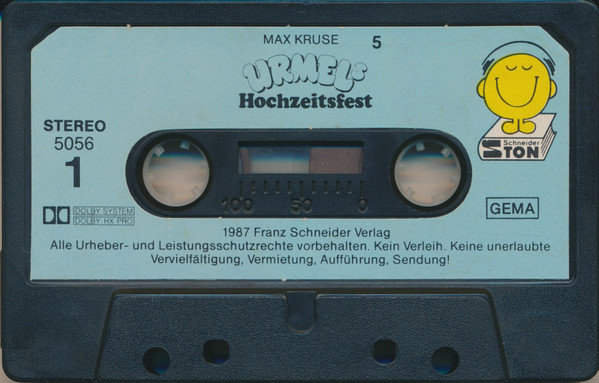 MAX KRUSE 5
URMELs
Hochzeitsfest
Schneider
TON
STEREO
5056
1
100 50 0
DOLBY SYSTEM
DOLBY HX PRO
GEMA
1987 Franz Schneider Verlag
Alle Urheber- und Leistungsschutzrechte vorbehalten. Kein Verleih. Keine unerlaubte
Vervielfältigung, Vermietung, Aufführung, Sendung!